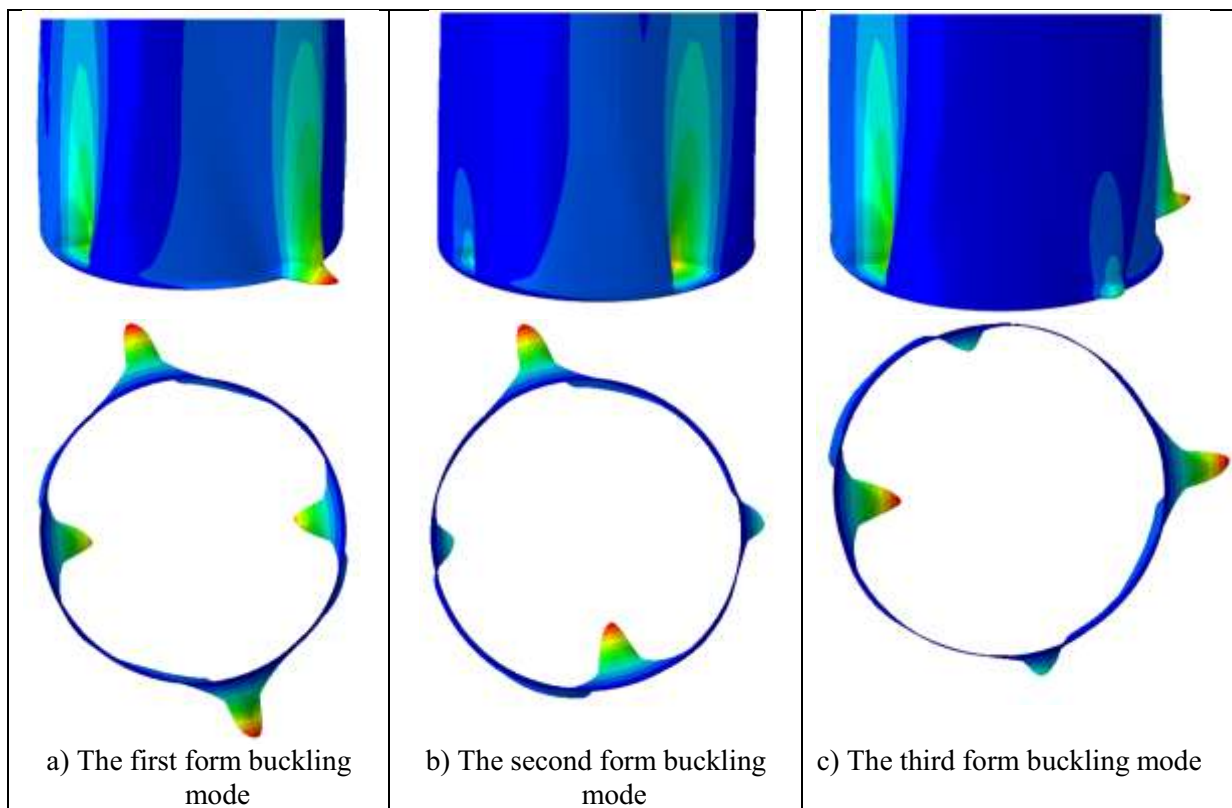 a) The first form buckling
mode
b) The second form buckling
mode
c) The third form buckling mode